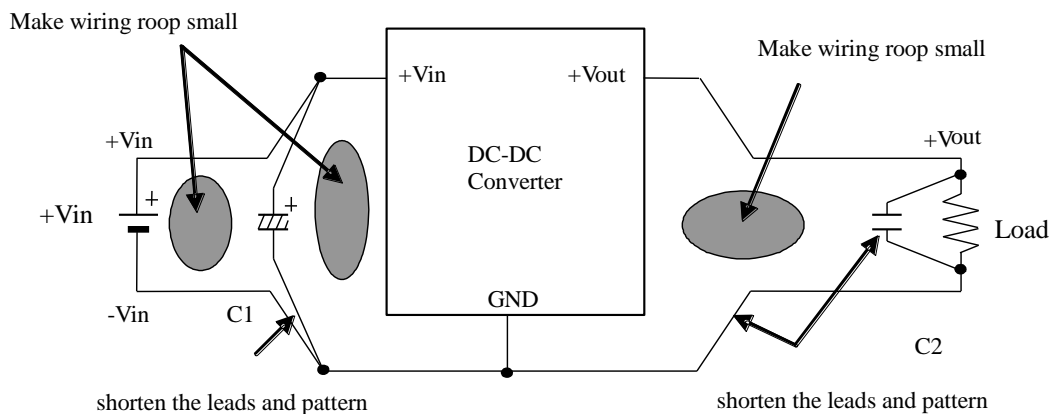 Make wiring roop small
Make wiring roop small
+Vin
+Vout
+Vin
+Vout
DC-DC
Converter
+
+
+Vin
Load
GND
-Vin
C1
C2
shorten the leads and pattern
shorten the leads and pattern